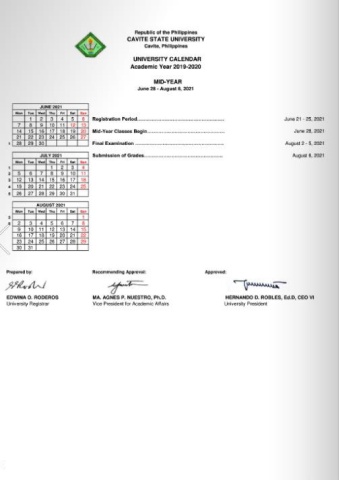 Republic of the Philippines
CAVITE STATE UNIVERSITY
Cavite, Philippines
UNIVERSITY CALENDAR
Academic Year 2019-2020
MID-YEAR
June 28 - August 8, 2021
JUNE 2021
Mon Tue Wed Thu Fri Sat Sun
1 2 3 4 5 6
7 8 9 10 11 12 13
14 15 16 17 18 19 20
21 22 23 24 25 26 27
1 28 29 30
Registration Period June 21 - 25, 2021
Mid-Year Classes Begin June 28, 2021
Final Examination August 2 - 5, 2021
JULY 2021
Mon Tue Wed Thu Fri Sat Sun
1 1 2 3 4
2 5 6 7 8 9 10 11
3 12 13 14 15 16 17 18
4 19 20 21 22 23 24 25
5 26 27 28 29 30 31
Submission of Grades August 8, 2021
AUGUST 2021
Mon Tue Wed Thu Fri Sat Sun
5 1
6 2 3 4 5 6 7 8
9 10 11 12 13 14 15
16 17 18 19 20 21 22
23 24 25 26 27 28 29
30 31
Prepared by: Recommending Approval: Approved:
EDWINA O. RODEROS MA. AGNES P. NUESTRO, Ph.D. HERNANDO D. ROBLES, Ed.D, CEO VI
University Registrar Vice President for Academic Affairs University President